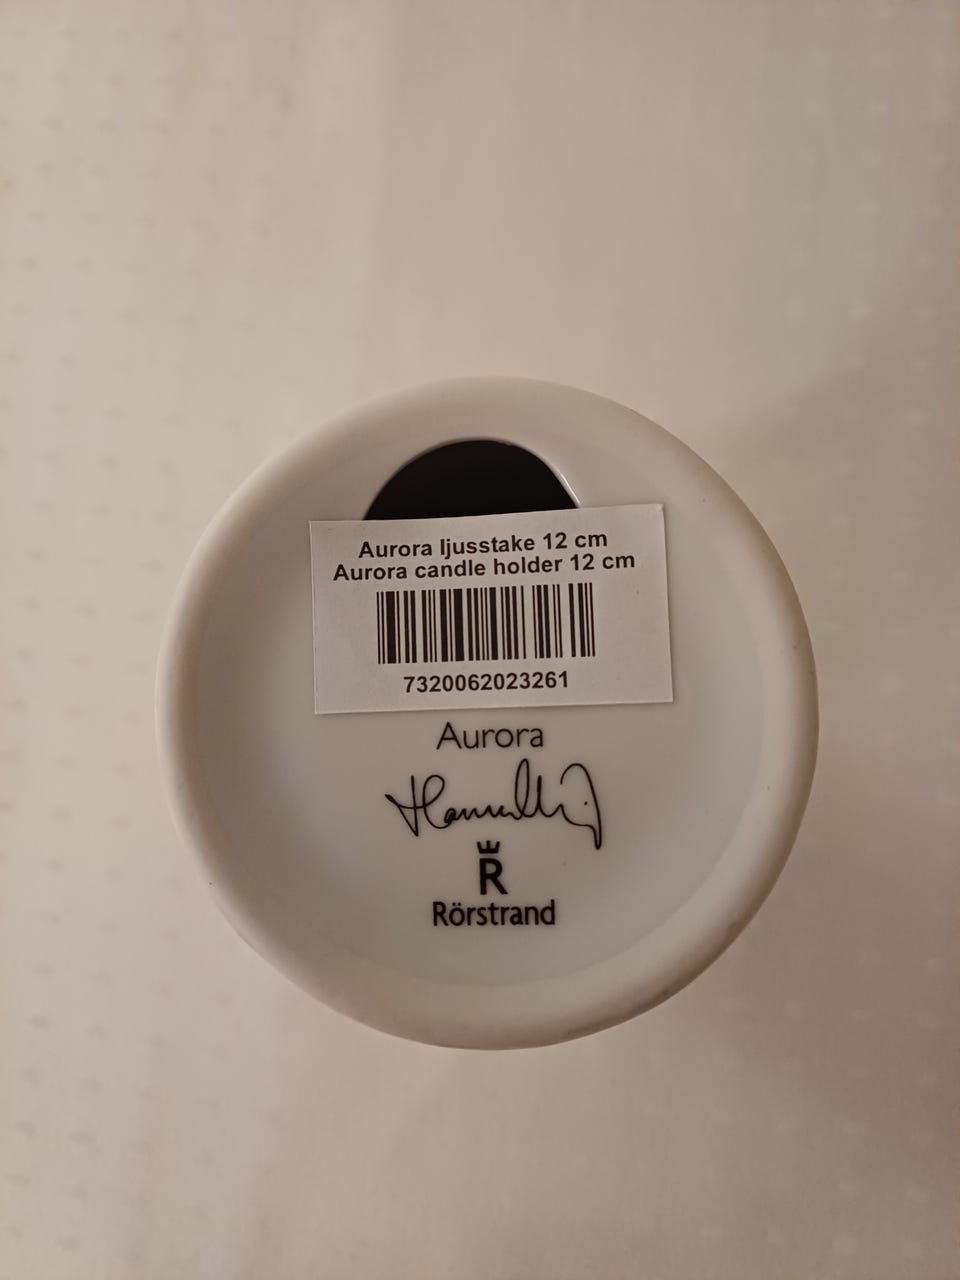 Aurora ljusstake 12 cm
Aurora candle holder 12 cm
7320062023261
Aurora
R
Rörstrand